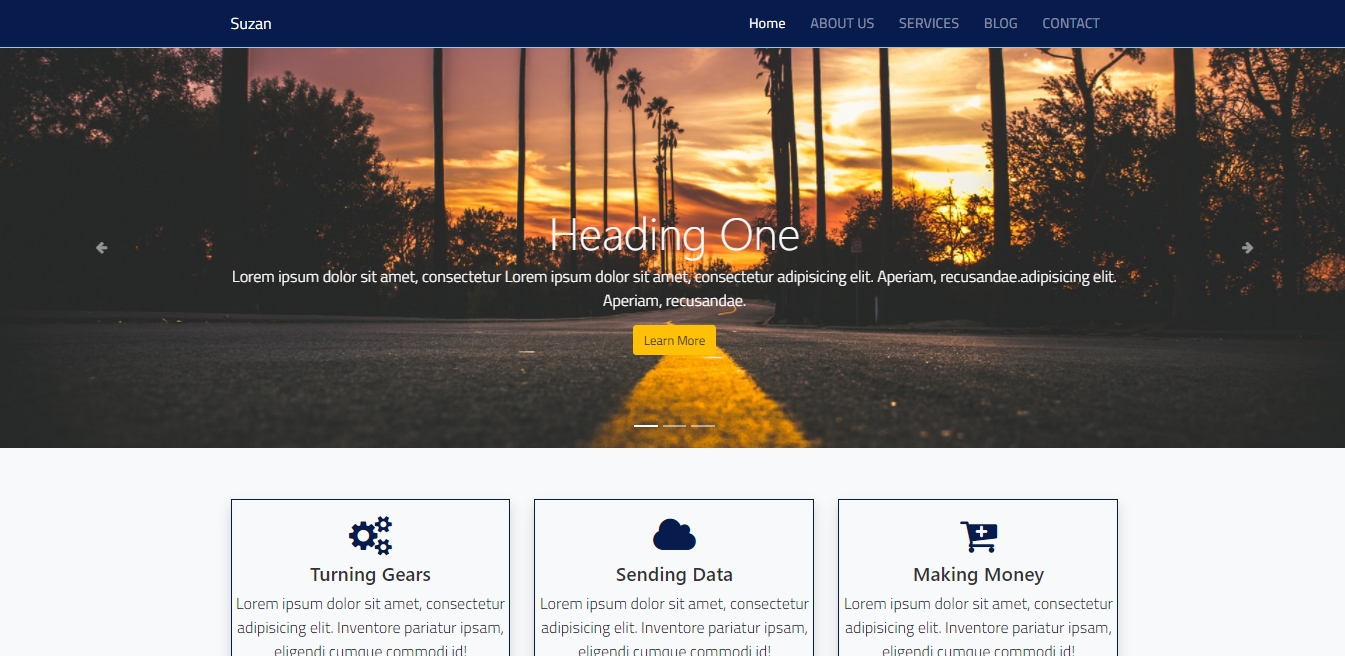 Suzan
Home ABOUT US SERVICES BLOG CONTACT
Heading One
Lorem ipsum dolor sit amet, consectetur Lorem ipsum dolor sit amet, consectetur adipisicing elit. Aperiam, recusandae.adipisicing elit.
Aperiam, recusandae.
Learn More
Turning Gears
Lorem ipsum dolor sit amet, consectetur
adipisicing elit. Inventore pariatur ipsam,
eligendi cumque commodi id!
Sending Data
Lorem ipsum dolor sit amet, consectetur
adipisicing elit. Inventore pariatur ipsam,
eligendi cumque commodi id!
Making Money
Lorem ipsum dolor sit amet, consectetur
adipisicing elit. Inventore pariatur ipsam,
eligendi cumque commodi id!